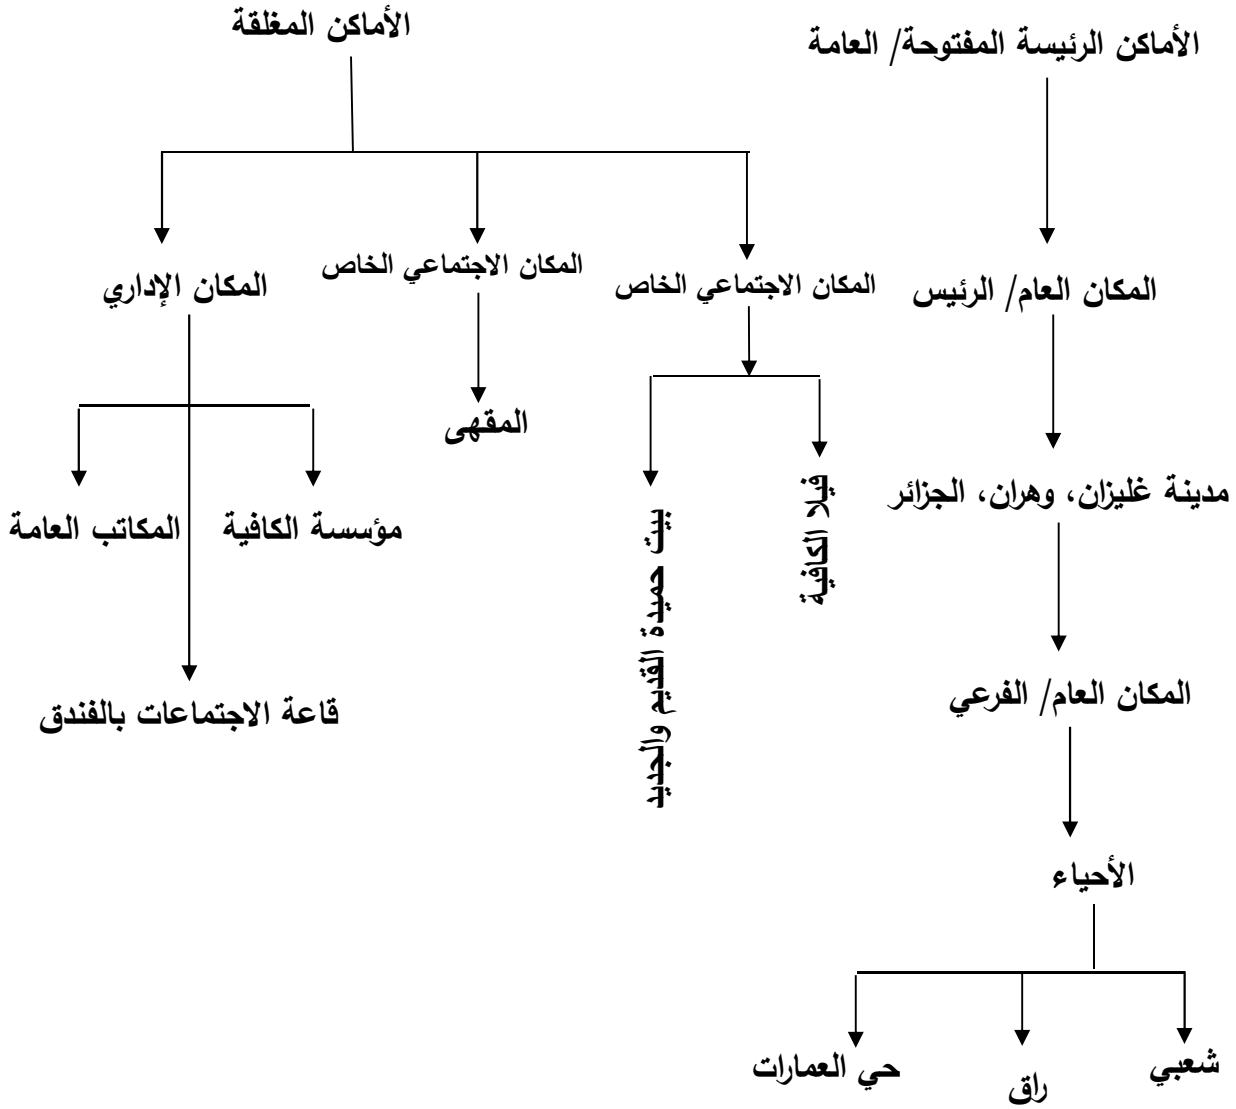 الأماكن الرئيسة المفتوحة/ العامة
المكان العام/ الرئيس
مدينة غليزان، وهران، الجزائر
المكان العام/ الفرعي
الأحياء
شعبي
راق
حي العمارات
الأماكن المغلقة
المكان الاجتماعي الخاص
فيلا الكافية
بيت حميدة القديم والجديد
المكان الاجتماعي الخاص
المقهى
المكان الإداري
مؤسسة الكافية
المكاتب العامة
قاعة الاجتماعات بالفندق